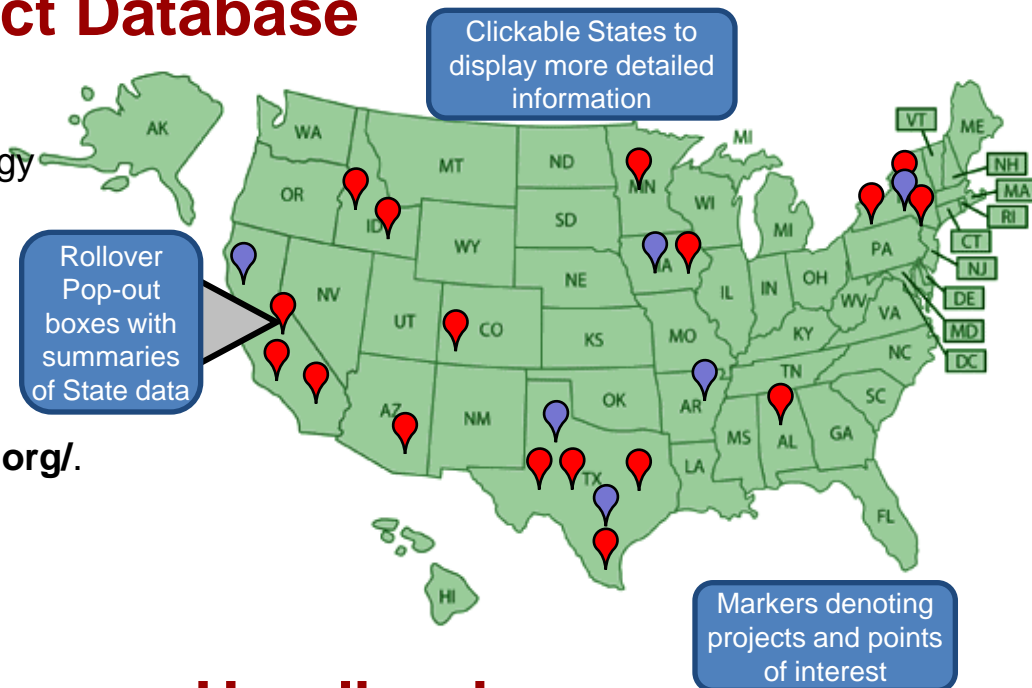 ct Database
Clickable States to
display more detailed
information
gy
Rollover
Pop-out
boxes with
summaries
of State data
org/.
AK
WA
MT
ND
MN
MI
VT
ME
NH
MA
RI
CT
NJ
DE
MD
DC
OR
ID
SD
WI
MI
PA
WY
NE
IA
IL
IN
OH
WV
VA
NV
UT
CO
KS
MO
KY
NC
AZ
NM
OK
AR
TN
SC
MS
AL
GA
TX
LA
FL
HI
Markers denoting
projects and points
of interest